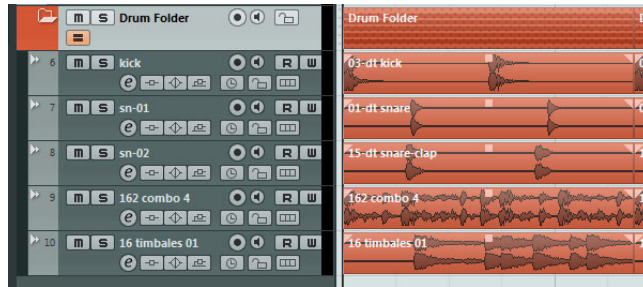 m S Drum Folder
Drum Folder
6 m S kick R W
e
03-dt kick
7 m S sn-01 R W
e
01-dt snare
8 m S sn-02 R W
e
15-dt snare-clap
9 m S 162 combo 4 R W
e
162 combo 4
10 m S 16 timbales 01 R W
e
16 timbales 01